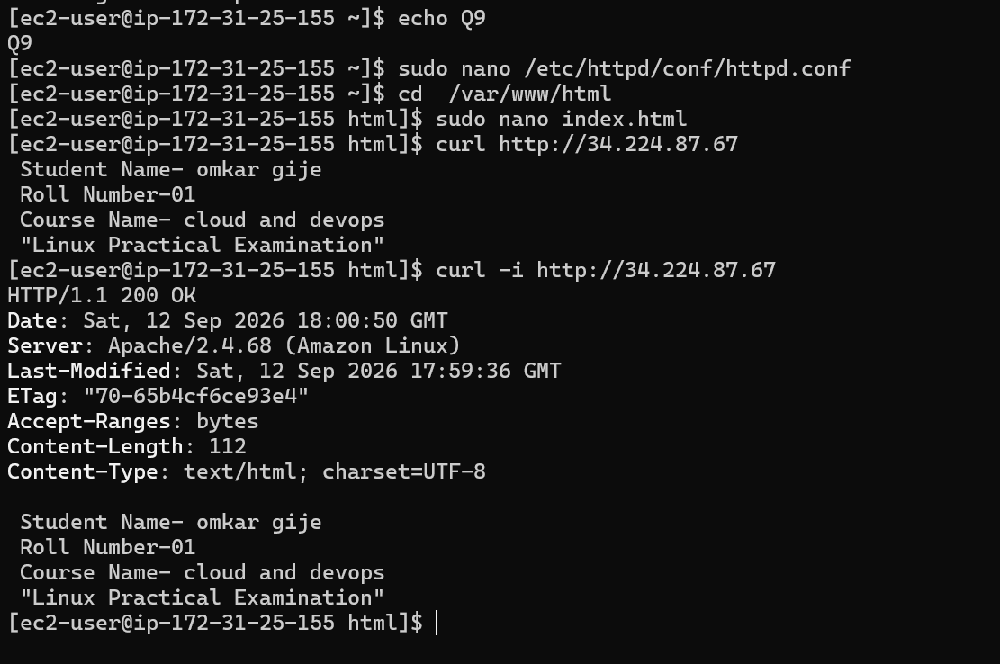 [ec2-user@ip-172-31-25-155 ~]$ echo Q9
Q9
[ec2-user@ip-172-31-25-155 ~]$ sudo nano /etc/httpd/conf/httpd.conf
[ec2-user@ip-172-31-25-155 ~]$ cd  /var/www/html
[ec2-user@ip-172-31-25-155 html]$ sudo nano index.html
[ec2-user@ip-172-31-25-155 html]$ curl http://34.224.87.67
 Student Name- omkar gije
 Roll Number-01
 Course Name- cloud and devops
 "Linux Practical Examination"
[ec2-user@ip-172-31-25-155 html]$ curl -i http://34.224.87.67
HTTP/1.1 200 OK
Date: Sat, 12 Sep 2026 18:00:50 GMT
Server: Apache/2.4.68 (Amazon Linux)
Last-Modified: Sat, 12 Sep 2026 17:59:36 GMT
ETag: "70-65b4cf6ce93e4"
Accept-Ranges: bytes
Content-Length: 112
Content-Type: text/html; charset=UTF-8

 Student Name- omkar gije
 Roll Number-01
 Course Name- cloud and devops
 "Linux Practical Examination"
[ec2-user@ip-172-31-25-155 html]$